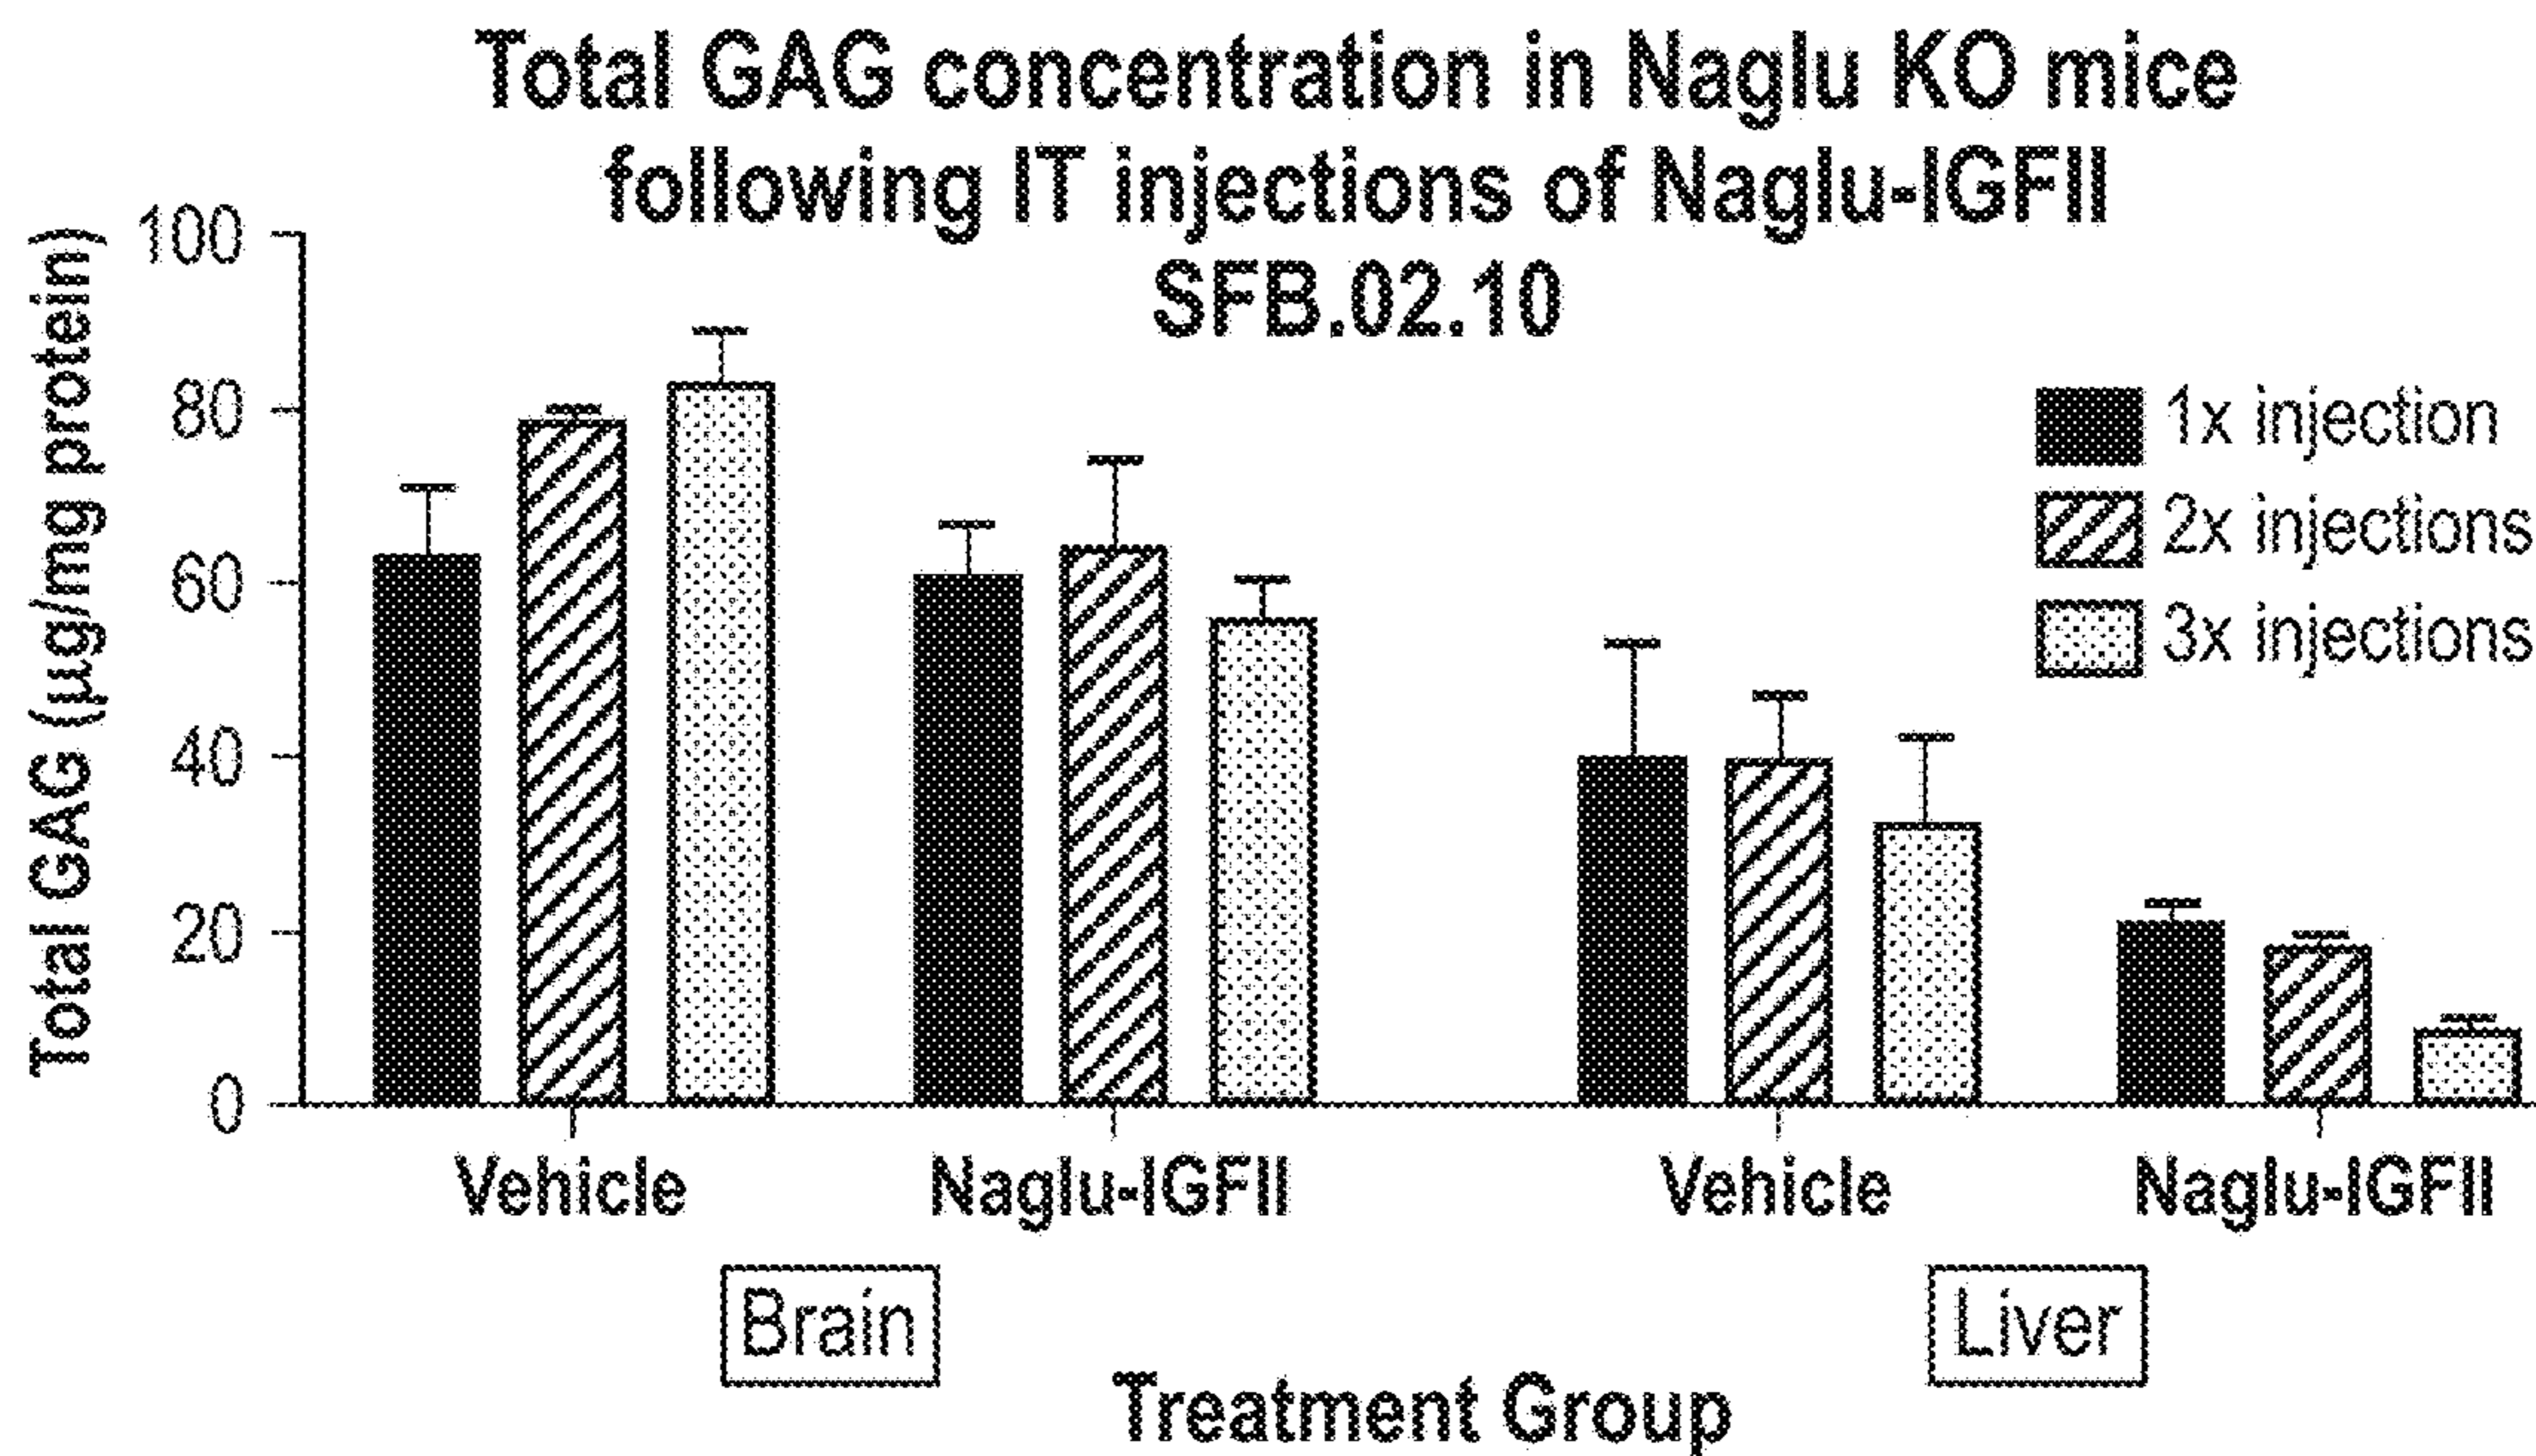 Total GAG concentration in Naglu KO mice
following IT injections of Naglu-IGFII
SFB.02.10
Total GAG (µg/mg protein)
100
80
60
40
20
0
1x injection
2x injections
3x injections
Vehicle
Naglu-IGFII
Vehicle
Naglu-IGFII
Brain
Liver
Treatment Group